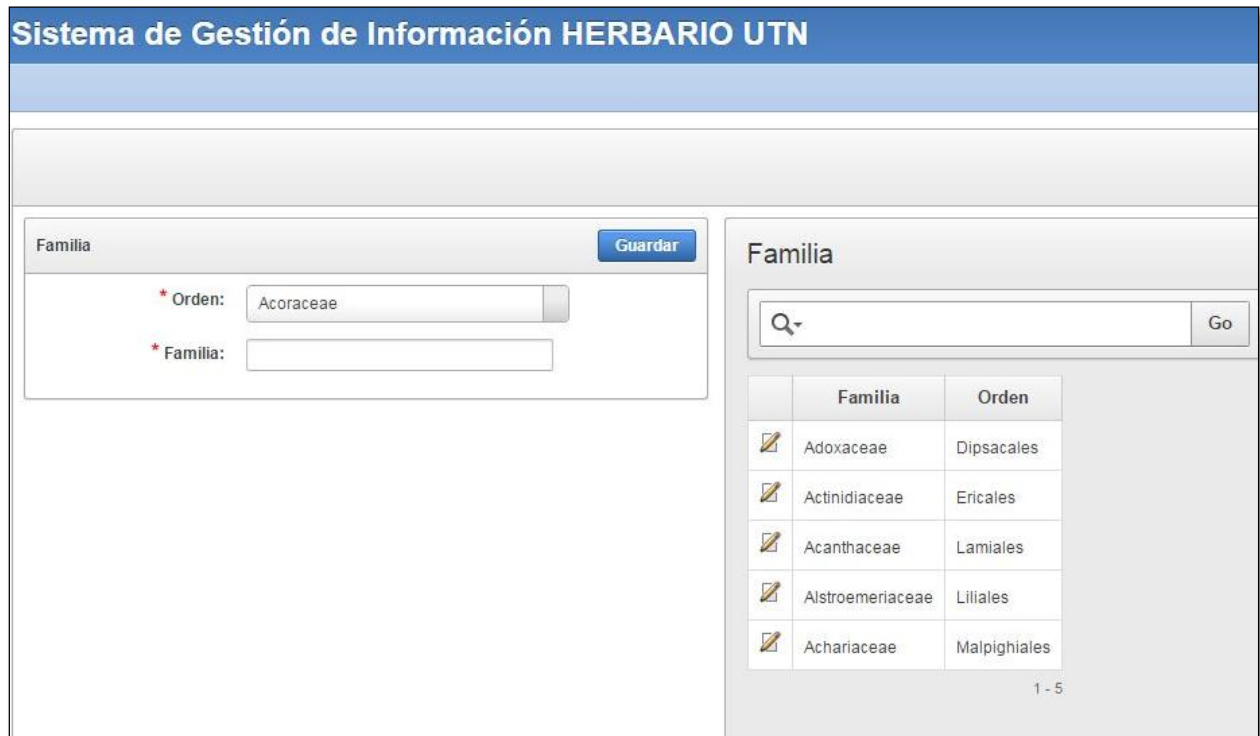 Sistema de Gestión de Información HERBARIO UTN
Familia Guardar
* Orden: Acoraceae
* Familia:
Familia
Go
Familia Orden
Adoxaceae Dipsacales
Actinidiaceae Ericales
Acanthaceae Lamiales
Alstroemeriaceae Liliales
Achariaceae Malpighiales
1 - 5